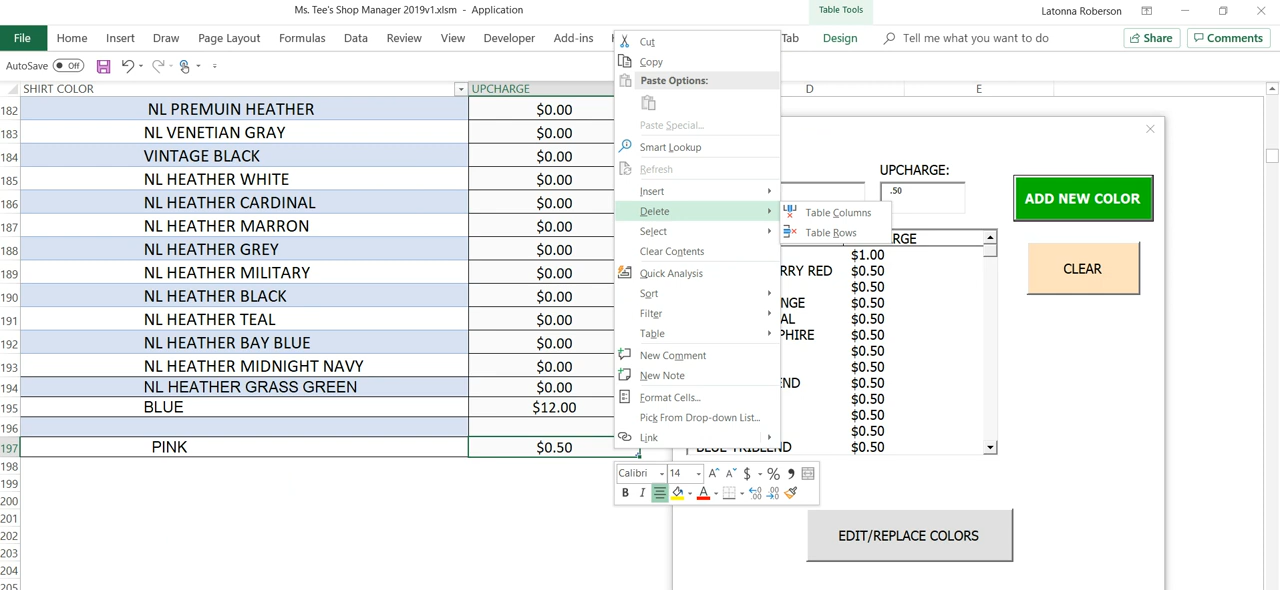 Ms. Tee's Shop Manager 2019v1.xlsm - Application
Table Tools
Latonna Roberson
File Home Insert Draw Page Layout Formulas Data Review View Developer Add-ins Tab Design Tell me what you want to do Share Comments
AutoSave Off
SHIRT COLOR UPCHARGE D E
182 NL PREMUIN HEATHER $0.00
183 NL VENETIAN GRAY $0.00
184 VINTAGE BLACK $0.00
185 NL HEATHER WHITE $0.00
186 NL HEATHER CARDINAL $0.00
187 NL HEATHER MARRON $0.00
188 NL HEATHER GREY $0.00
189 NL HEATHER MILITARY $0.00
190 NL HEATHER BLACK $0.00
191 NL HEATHER TEAL $0.00
192 NL HEATHER BAY BLUE $0.00
193 NL HEATHER MIDNIGHT NAVY $0.00
194 NL HEATHER GRASS GREEN $0.00
195 BLUE $12.00
196
197 PINK $0.50
198
199
200
201
202
203
204
205
Cut
Copy
Paste Options:
Paste Special...
Smart Lookup
Refresh
Insert
Delete
Select
Clear Contents
Quick Analysis
Sort
Filter
Table
New Comment
New Note
Format Cells...
Pick From Drop-down List...
Link
Table Columns
Table Rows
Calibri 14 A A $ % ,
B I A
UPCHARGE:
.50
ADD NEW COLOR
CLEAR
RGE
$1.00
RRY RED $0.50
$0.50
NGE $0.50
AL $0.50
PHIRE $0.50
$0.50
$0.50
END $0.50
$0.50
$0.50
$0.50
BLUE TRIBLEND $0.50
EDIT/REPLACE COLORS